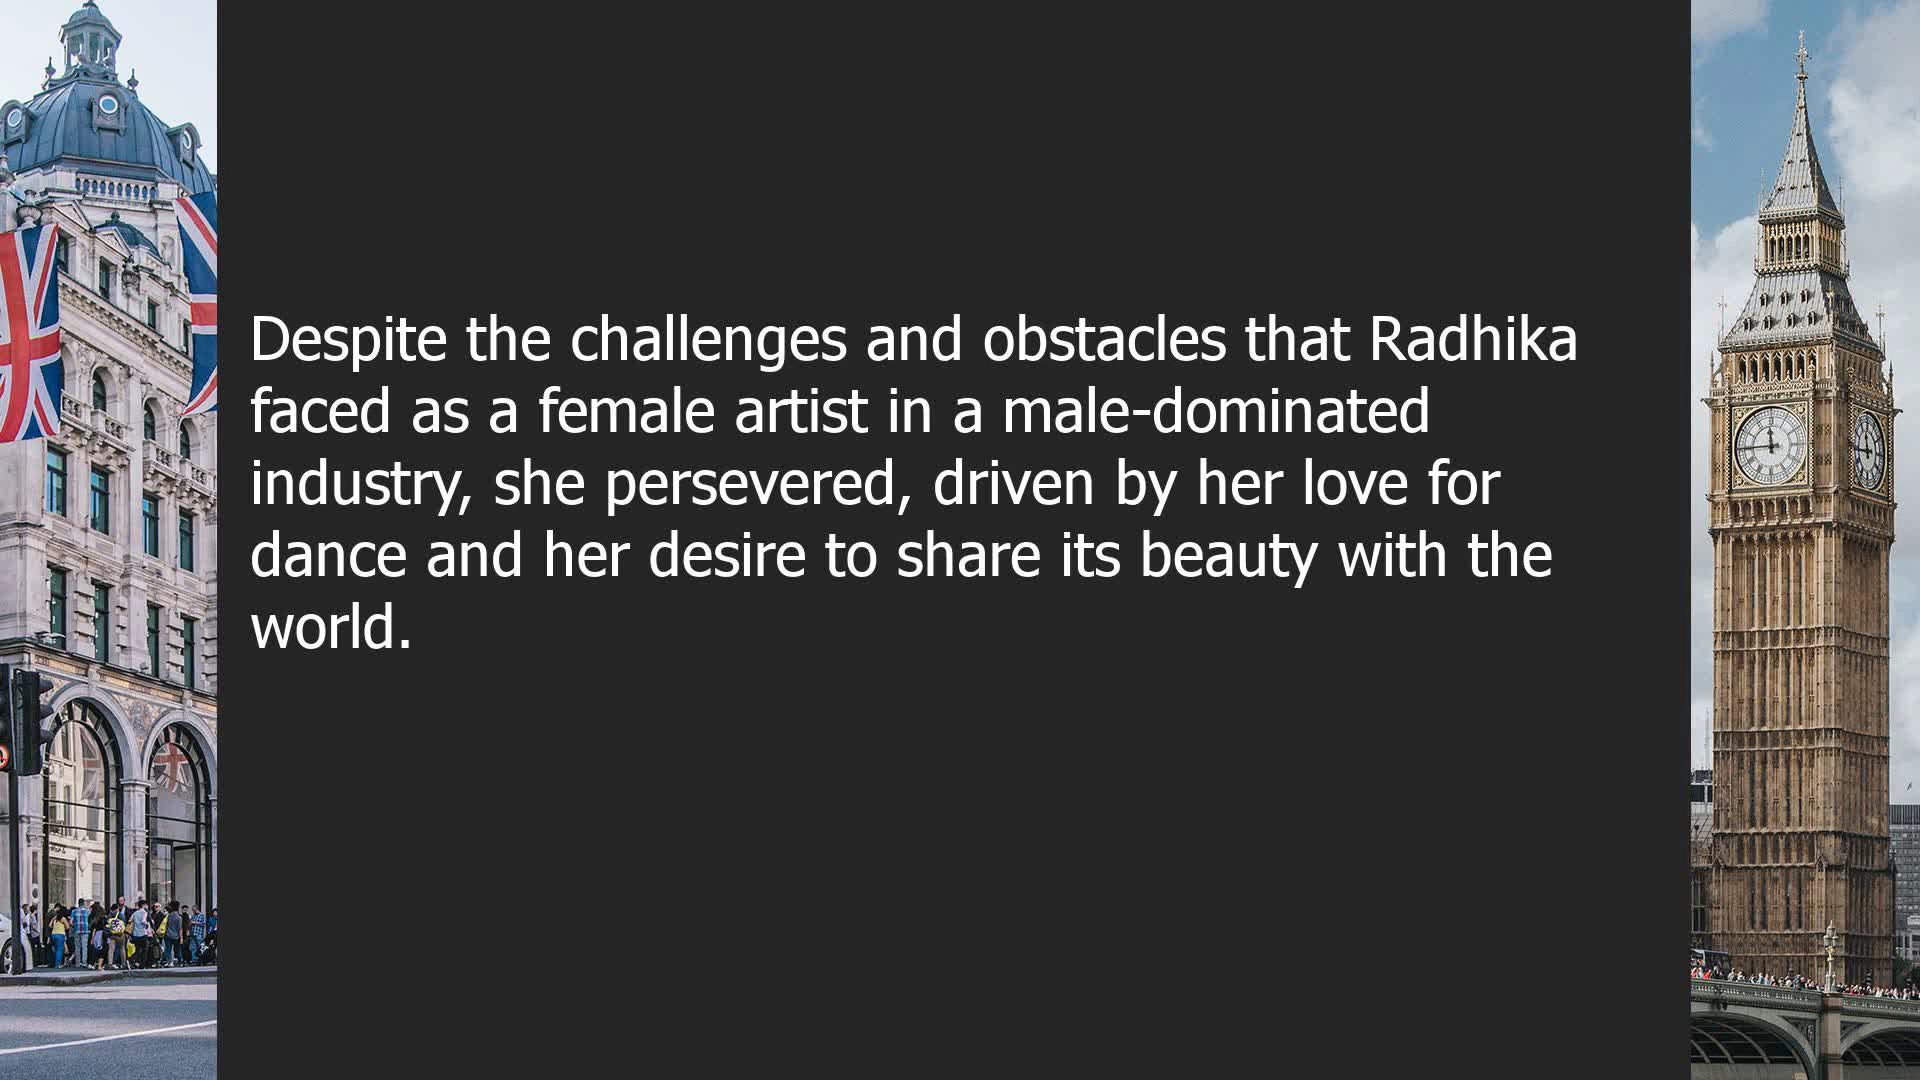 Despite the challenges and obstacles that Radhika
faced as a female artist in a male-dominated
industry, she persevered, driven by her love for
dance and her desire to share its beauty with the
world.